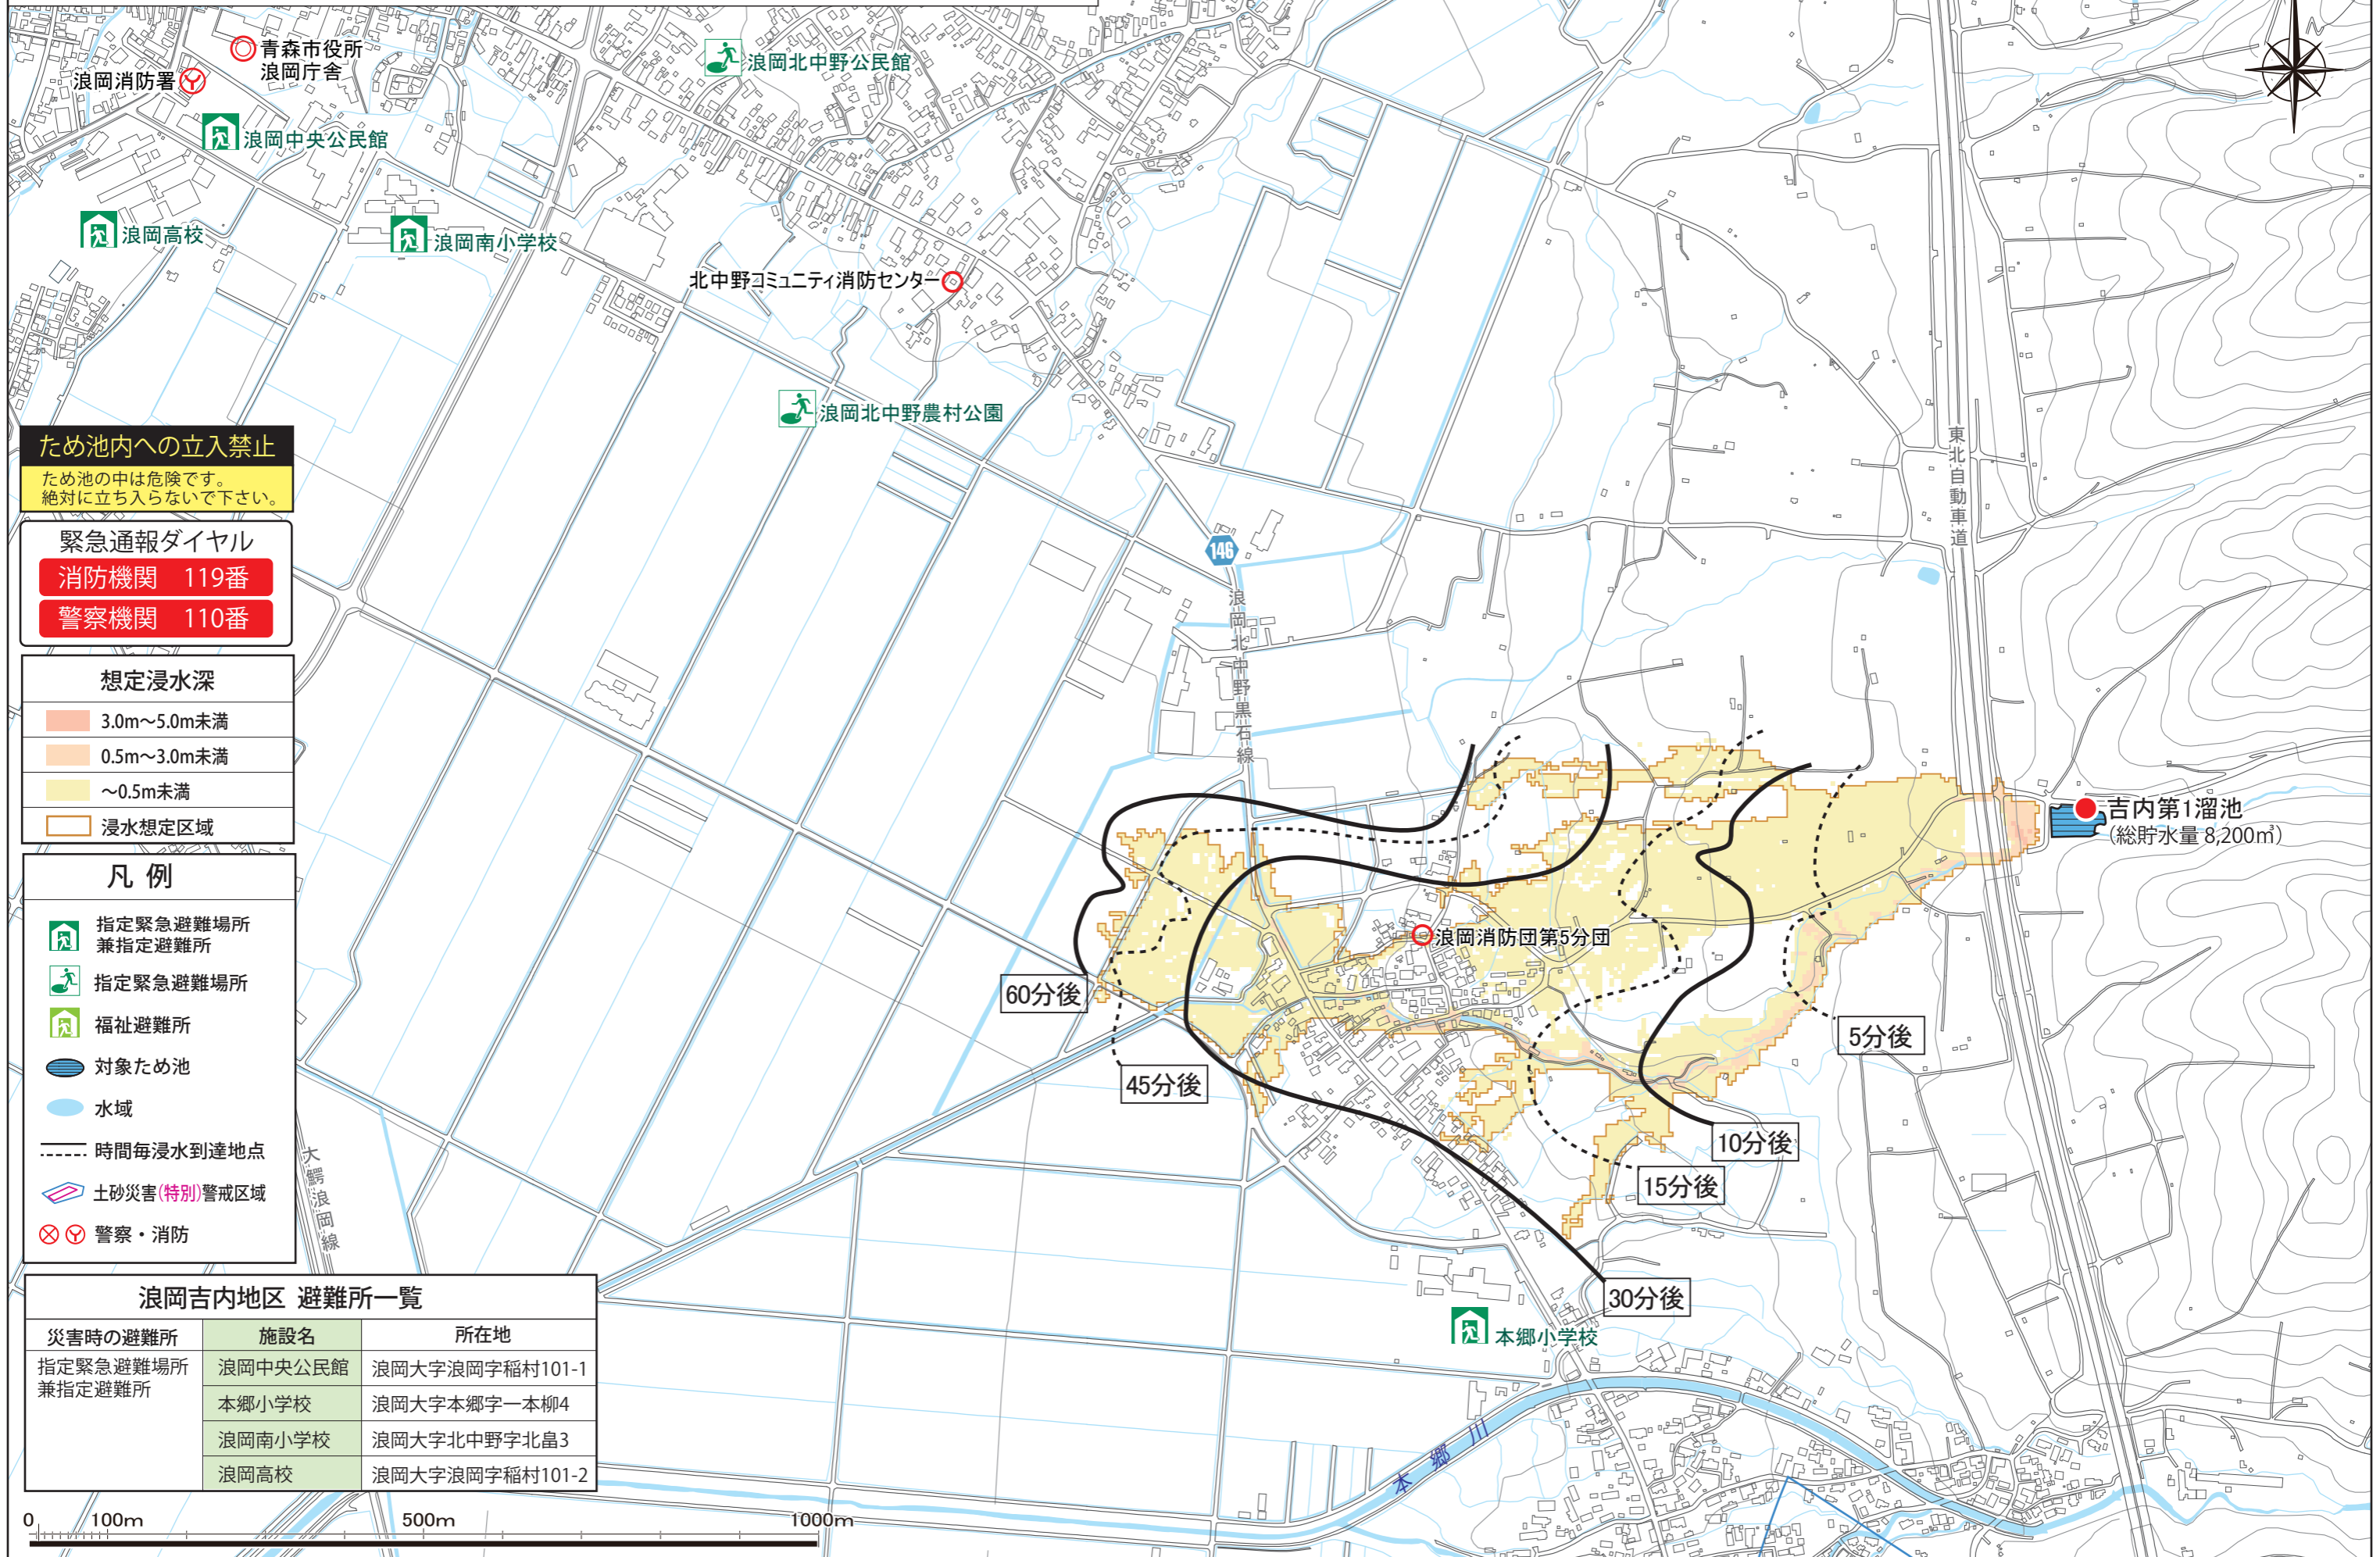 青森市役所
浪岡庁舎
浪岡消防署
浪岡中央公民館
浪岡北中野公民館
浪岡高校
浪岡南小学校
北中野コミュニティ消防センター
浪岡北中野農村公園
東北自動車道
146
浪岡北中野黒石線
吉内第1溜池
(総貯水量 8,200㎥)
浪岡消防団第5分団
60分後
45分後
5分後
10分後
15分後
30分後
本郷小学校
本郷川
大鰐浪岡線
ため池内への立入禁止
ため池の中は危険です。
絶対に立ち入らないで下さい。
緊急通報ダイヤル
消防機関 119番
警察機関 110番
想定浸水深
3.0m～5.0m未満
0.5m～3.0m未満
～0.5m未満
浸水想定区域
凡 例
指定緊急避難場所
兼指定避難所
指定緊急避難場所
福祉避難所
対象ため池
水域
時間毎浸水到達地点
土砂災害(特別)警戒区域
警察・消防
浪岡吉内地区 避難所一覧
災害時の避難所 施設名 所在地
指定緊急避難場所
兼指定避難所
浪岡中央公民館 浪岡大字浪岡字稲村101-1
本郷小学校 浪岡大字本郷字一本柳4
浪岡南小学校 浪岡大字北中野字北畠3
浪岡高校 浪岡大字浪岡字稲村101-2
0 100m 500m 1000m